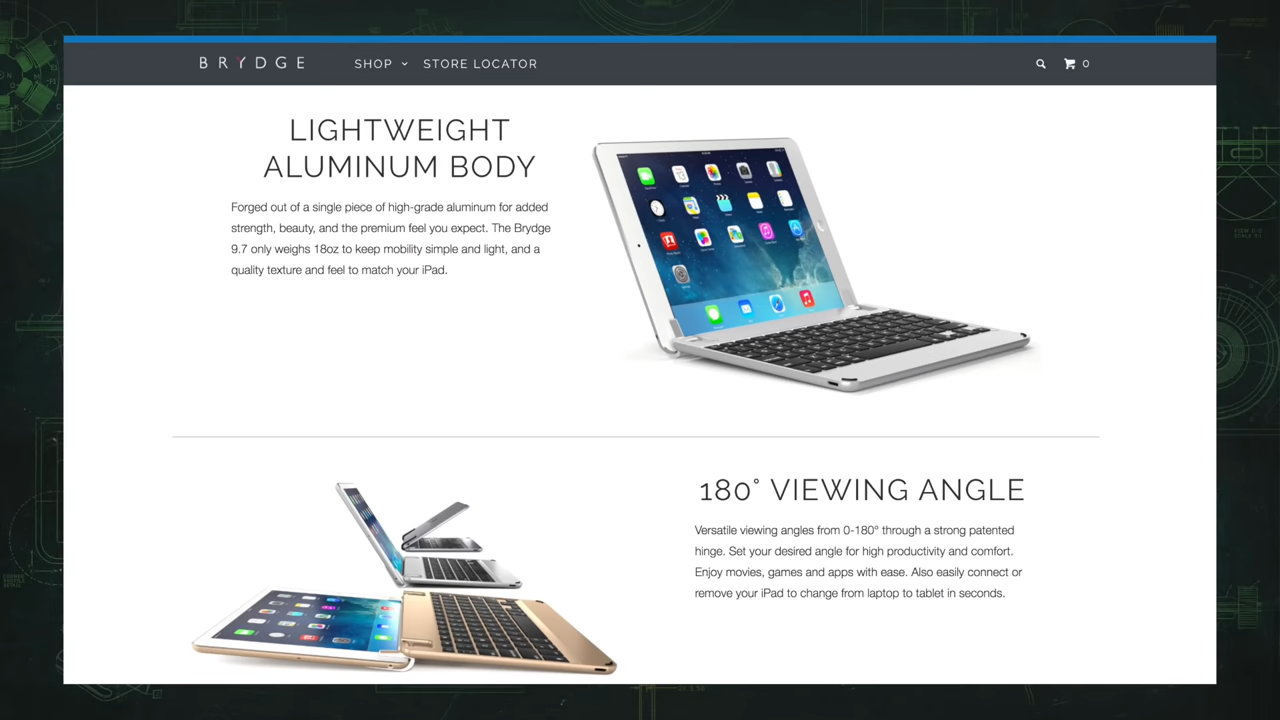 BRYDGE
SHOP
STORE LOCATOR
0
LIGHTWEIGHT
ALUMINUM BODY
Forged out of a single piece of high-grade aluminum for added
strength, beauty, and the premium feel you expect. The Brydge
9.7 only weighs 18oz to keep mobility simple and light, and a
quality texture and feel to match your iPad.
180° VIEWING ANGLE
Versatile viewing angles from 0-180° through a strong patented
hinge. Set your desired angle for high productivity and comfort.
Enjoy movies, games and apps with ease. Also easily connect or
remove your iPad to change from laptop to tablet in seconds.